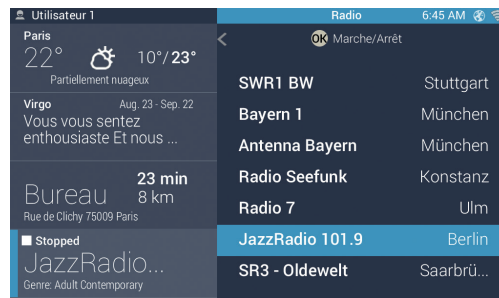 Utilisateur 1
Radio 6:45 AM
Paris
22° 10°/23°
Partiellement nuageux
Virgo Aug. 23 - Sep. 22
Vous vous sentez
enthousiaste Et nous ...
23 min
Bureau 8 km
Rue de Clichy 75009 Paris
Stopped
JazzRadio...
Genre: Adult Contemporary
OK Marche/Arrêt
SWR1 BW Stuttgart
Bayern 1 München
Antenna Bayern München
Radio Seefunk Konstanz
Radio 7 Ulm
JazzRadio 101.9 Berlin
SR3 - Oldewelt Saarbrü...